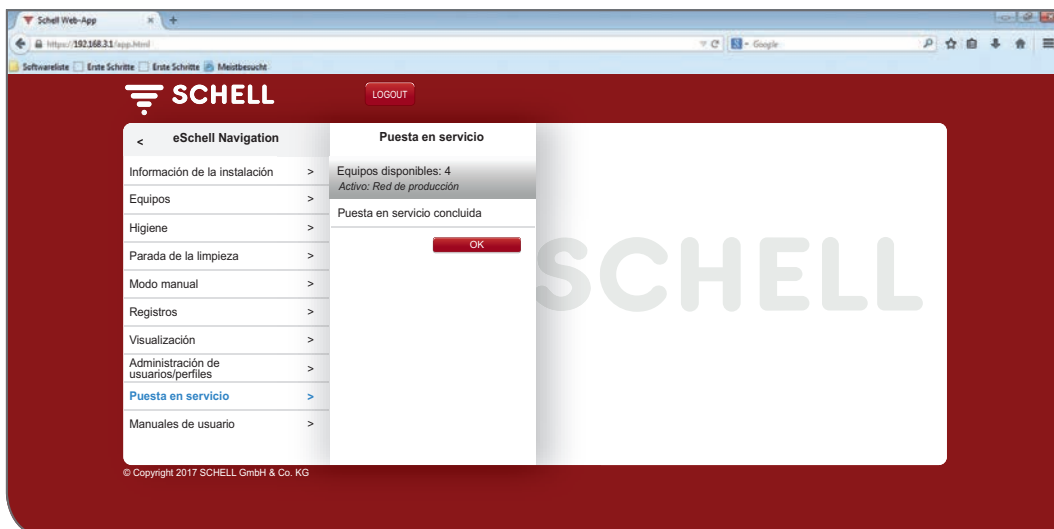 Schell Web-App
https://192.168.3.1/app.html
Google
Softwareliste Erste Schritte Erste Schritte Meistbesucht
SCHELL
LOGOUT
< eSchell Navigation
Información de la instalación >
Equipos >
Higiene >
Parada de la limpieza >
Modo manual >
Registros >
Visualización >
Administración de
usuarios/perfiles >
Puesta en servicio >
Manuales de usuario >
Puesta en servicio
Equipos disponibles: 4
Activo: Red de producción
Puesta en servicio concluida
OK
SCHELL
© Copyright 2017 SCHELL GmbH & Co. KG